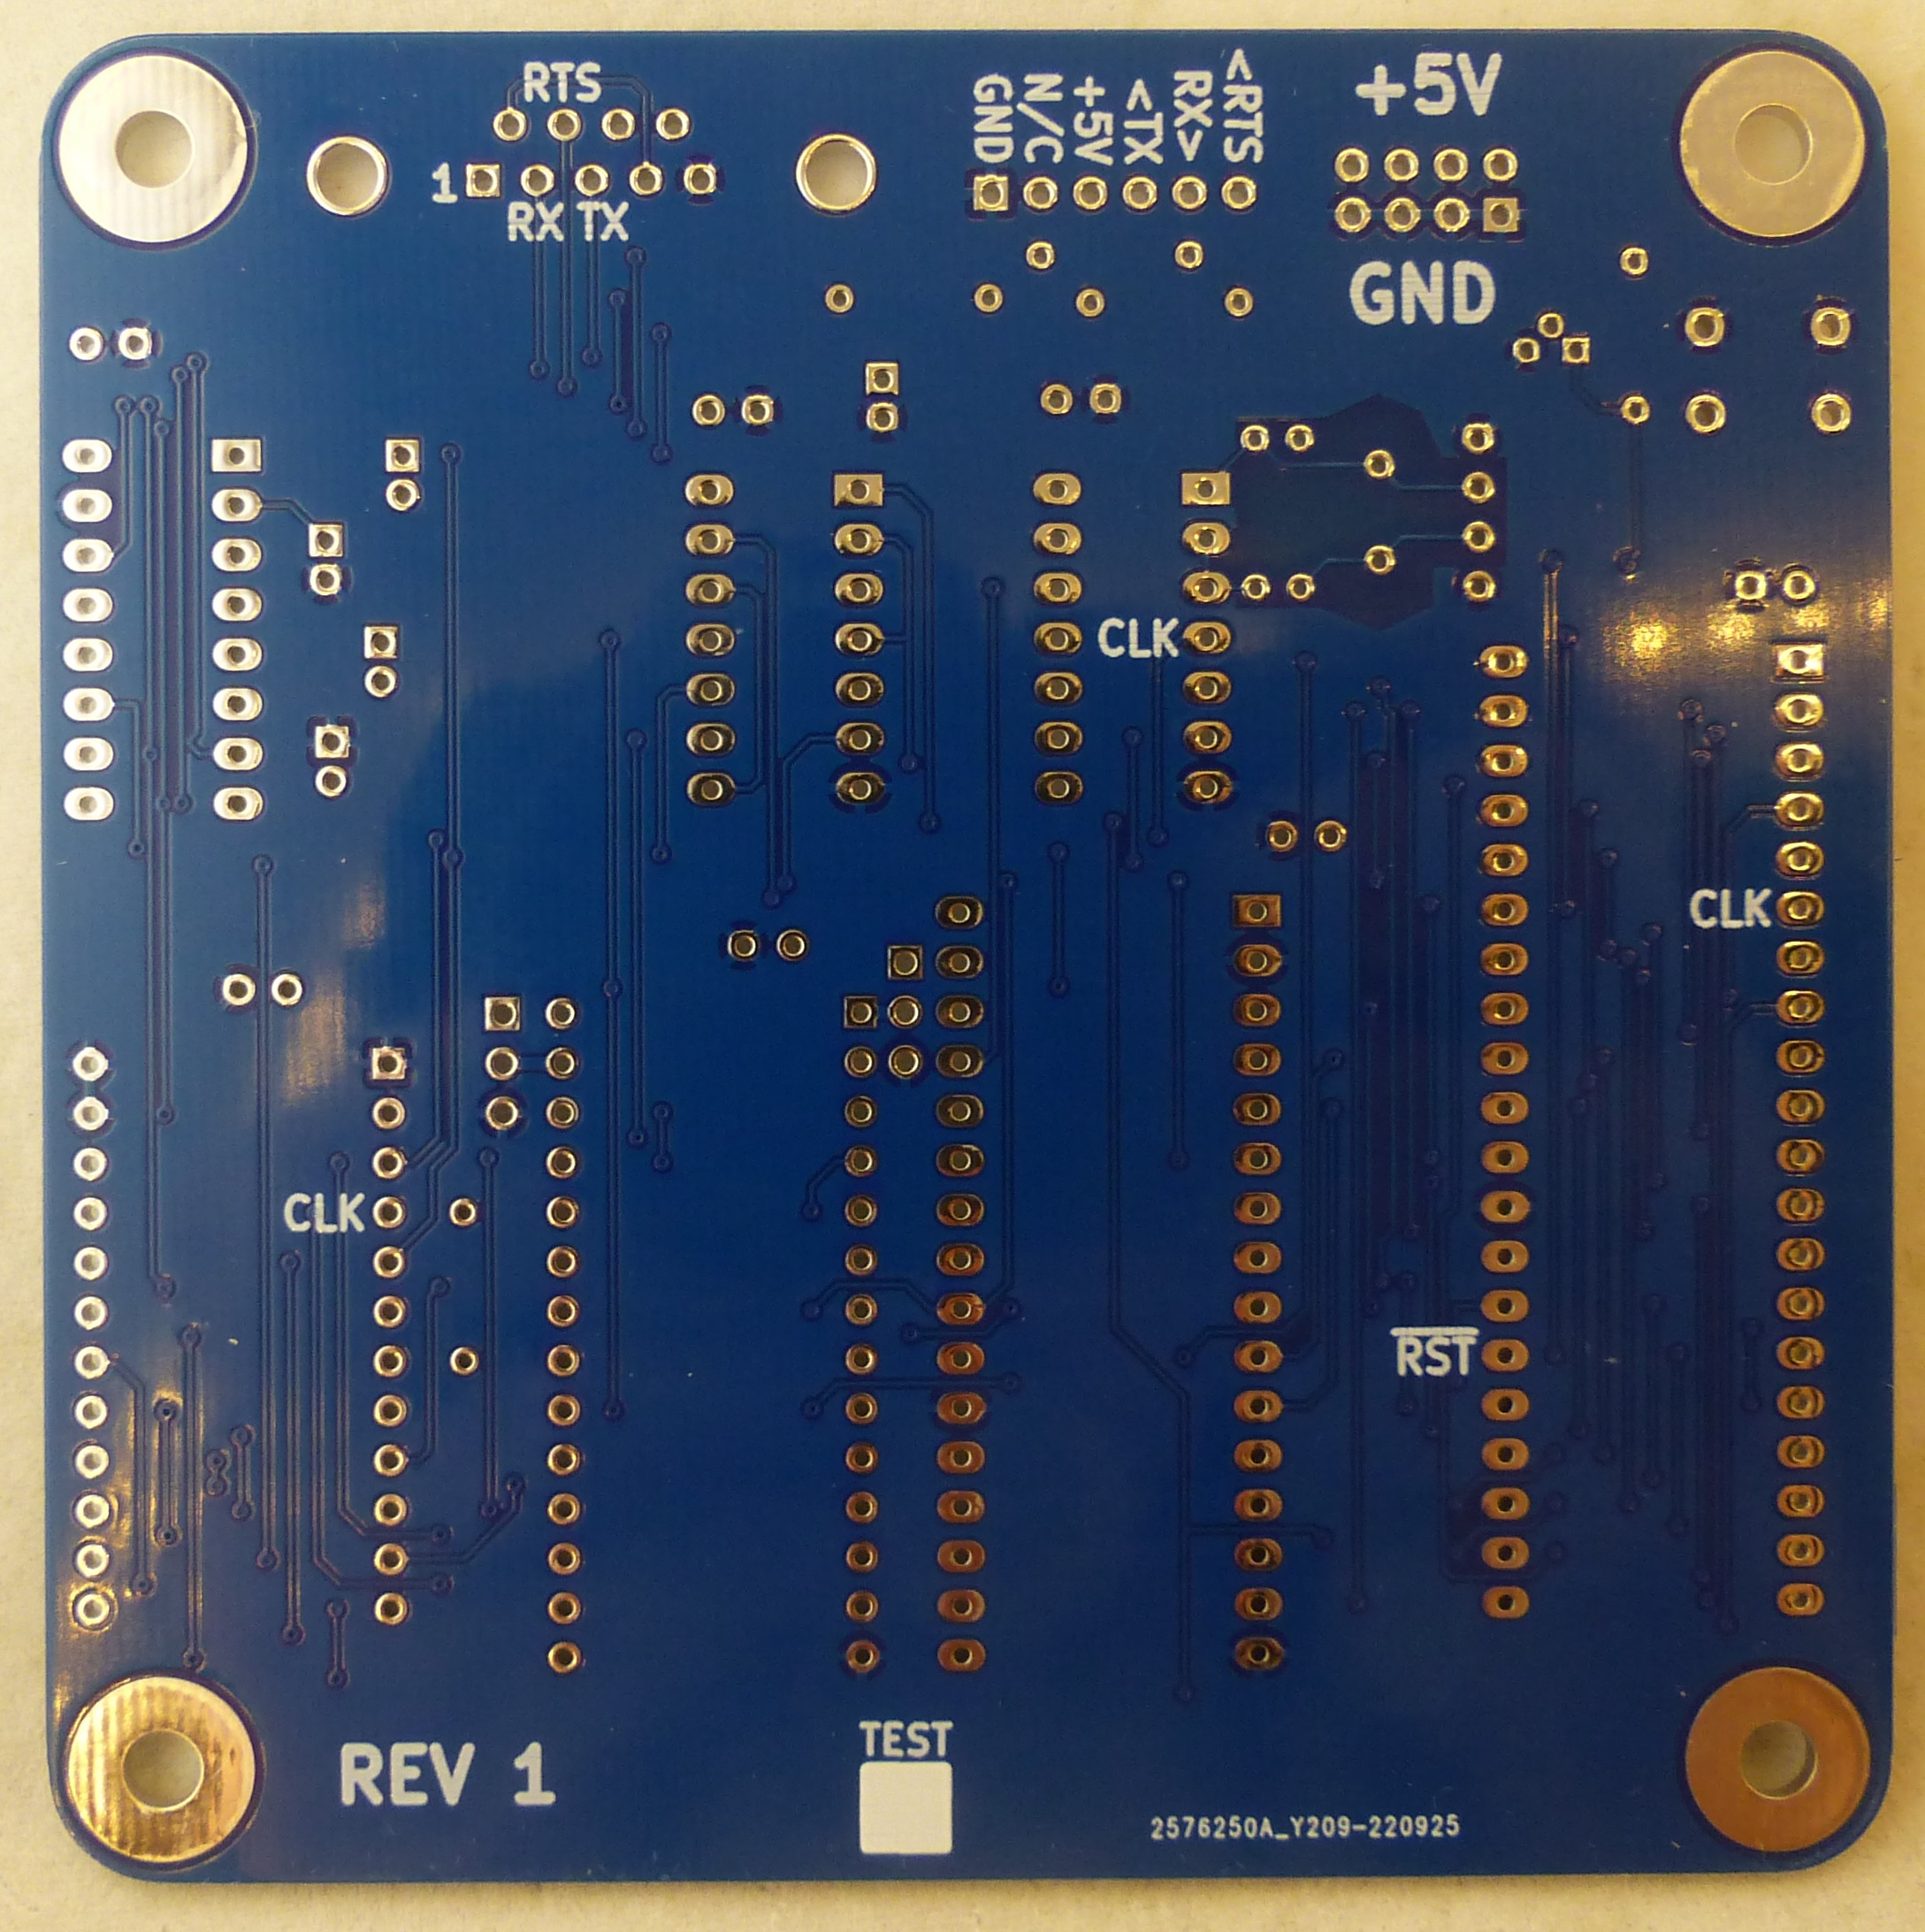 RTS
1
RX TX
GND
N/C
+5V
<TX
RX>
<RTS
+5V
GND
CLK
CLK
CLK
RST
REV 1
TEST
2576250A_Y209-220925